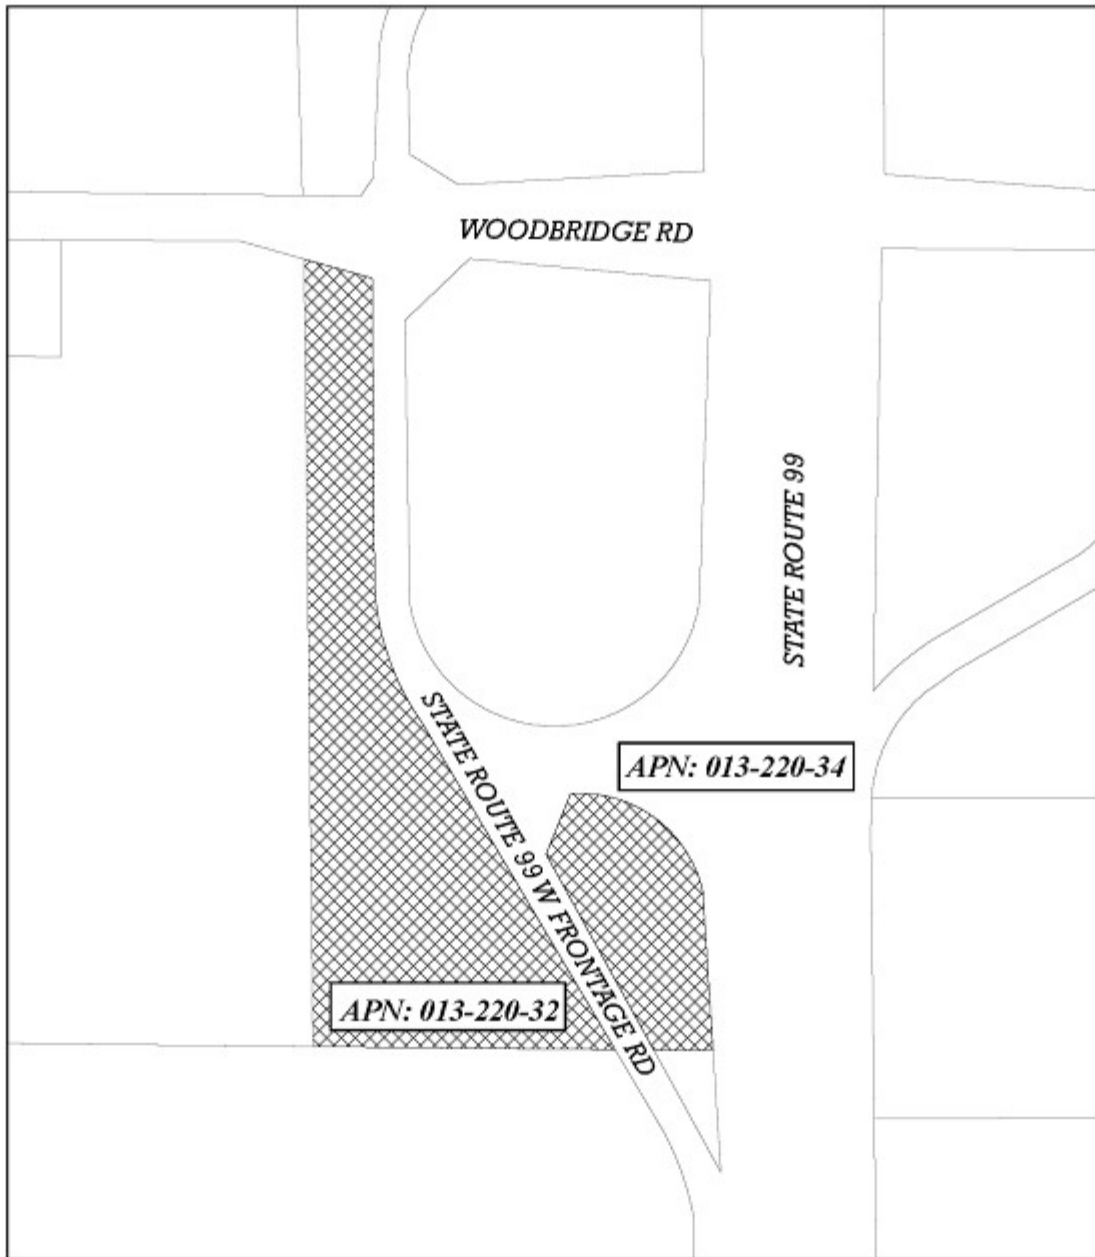 WOODBRIDGE RD
STATE ROUTE 99
STATE ROUTE 99 W FRONTAGE RD
APN: 013-220-34
APN: 013-220-32